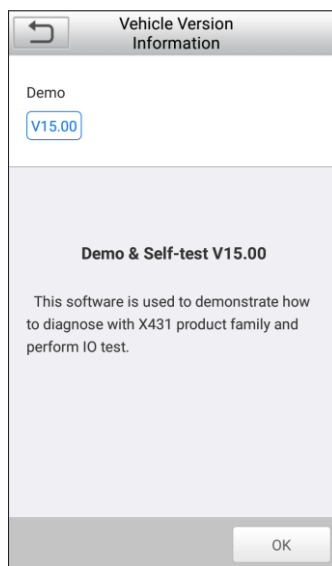 Vehicle Version
Information
Demo
V15.00
Demo & Self-test V15.00
This software is used to demonstrate how
to diagnose with X431 product family and
perform IO test.
OK